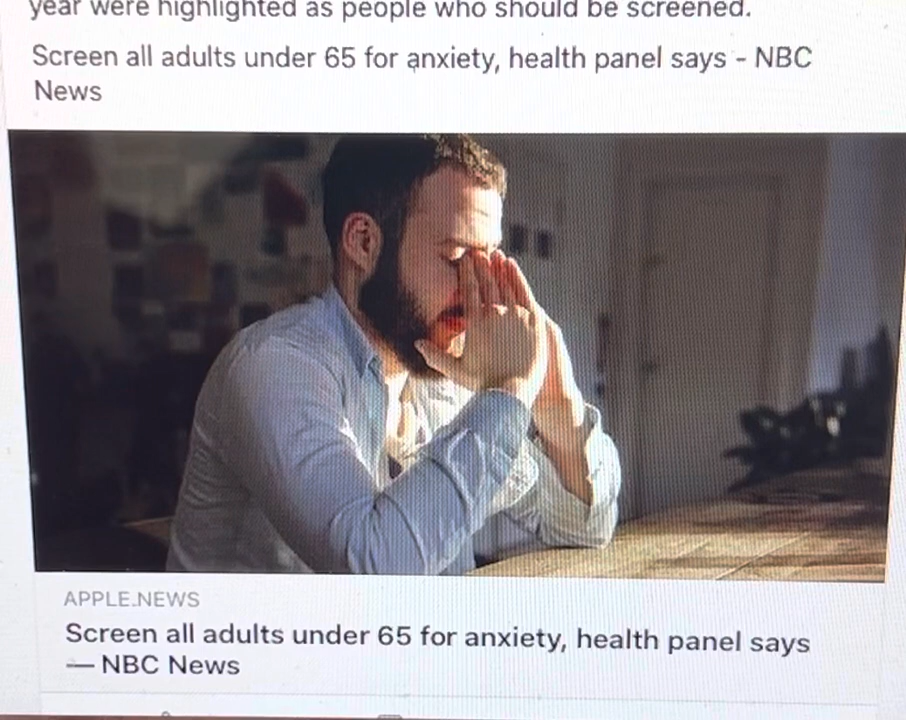 year were highlighted as people who should be screened.
Screen all adults under 65 for anxiety, health panel says - NBC
News
APPLE.NEWS
Screen all adults under 65 for anxiety, health panel says
— NBC News